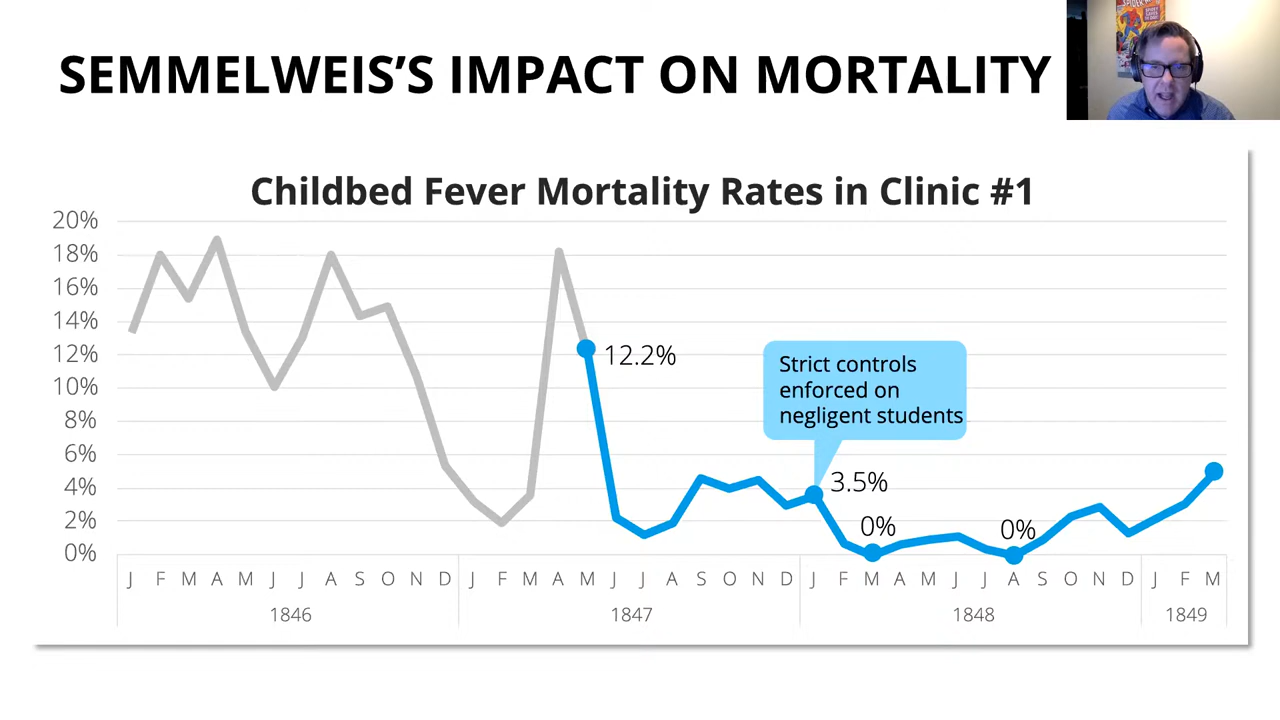 SEMMELWEIS’S IMPACT ON MORTALITY
Childbed Fever Mortality Rates in Clinic #1
20%
18%
16%
14%
12%
10%
8%
6%
4%
2%
0%
12.2%
Strict controls
enforced on
negligent students
3.5%
0%
0%
J F M A M J J A S O N D J F M A M J J A S O N D J F M A M J J A S O N D J F M
1846 1847 1848 1849